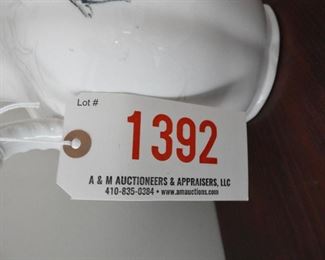 Lot #
1392
A & M AUCTIONEERS & APPRAISERS, LLC
410-835-0384 • www.amauctions.com